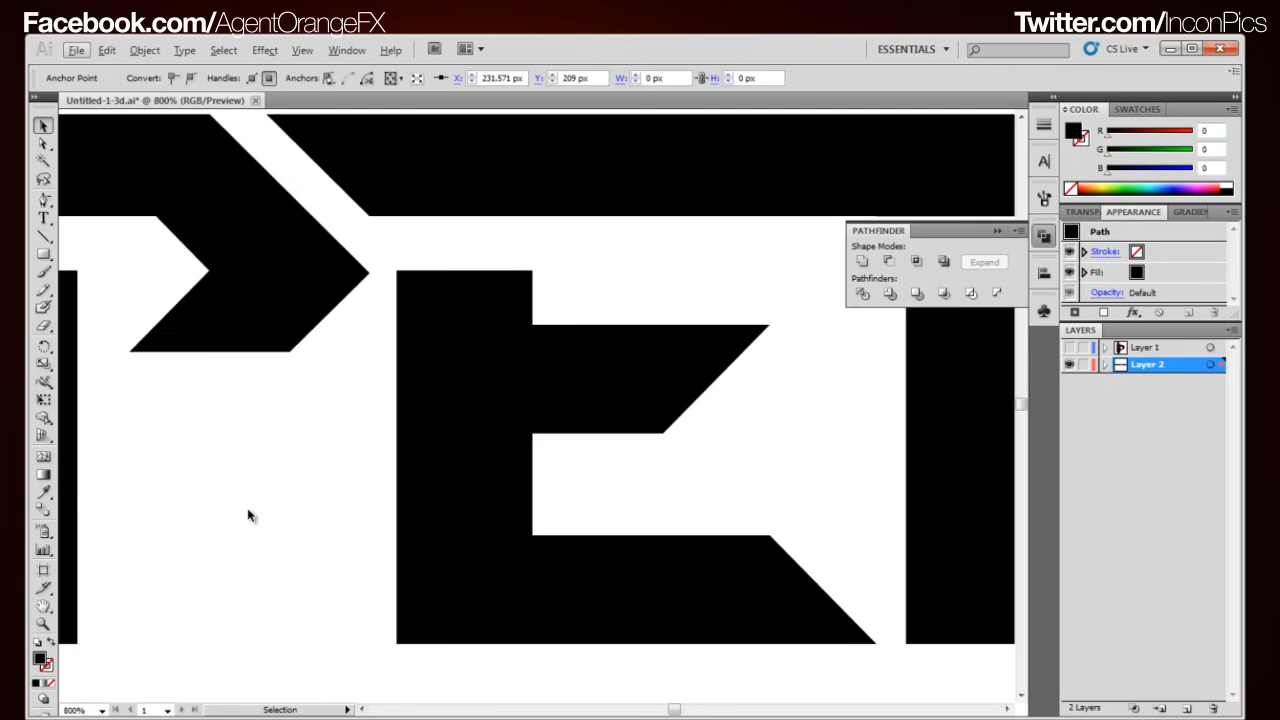 Facebook.com/AgentOrangeFX
Twitter.com/InconPics
Ai File Edit Object Type Select Effect View Window Help Br ESSENTIALS CS Live
Anchor Point Convert: Handles: Anchors: X: 231.571 px Y: 209 px W: 0 px H: 0 px
Untitled-1-3d.ai* @ 800% (RGB/Preview)
COLOR SWATCHES
R 0
G 0
B 0
TRANSP APPEARANCE GRADIEN
Path
Stroke:
Fill:
Opacity: Default
PATHFINDER
Shape Modes:
Expand
Pathfinders:
LAYERS
Layer 1
Layer 2
800% 1 Selection
2 Layers